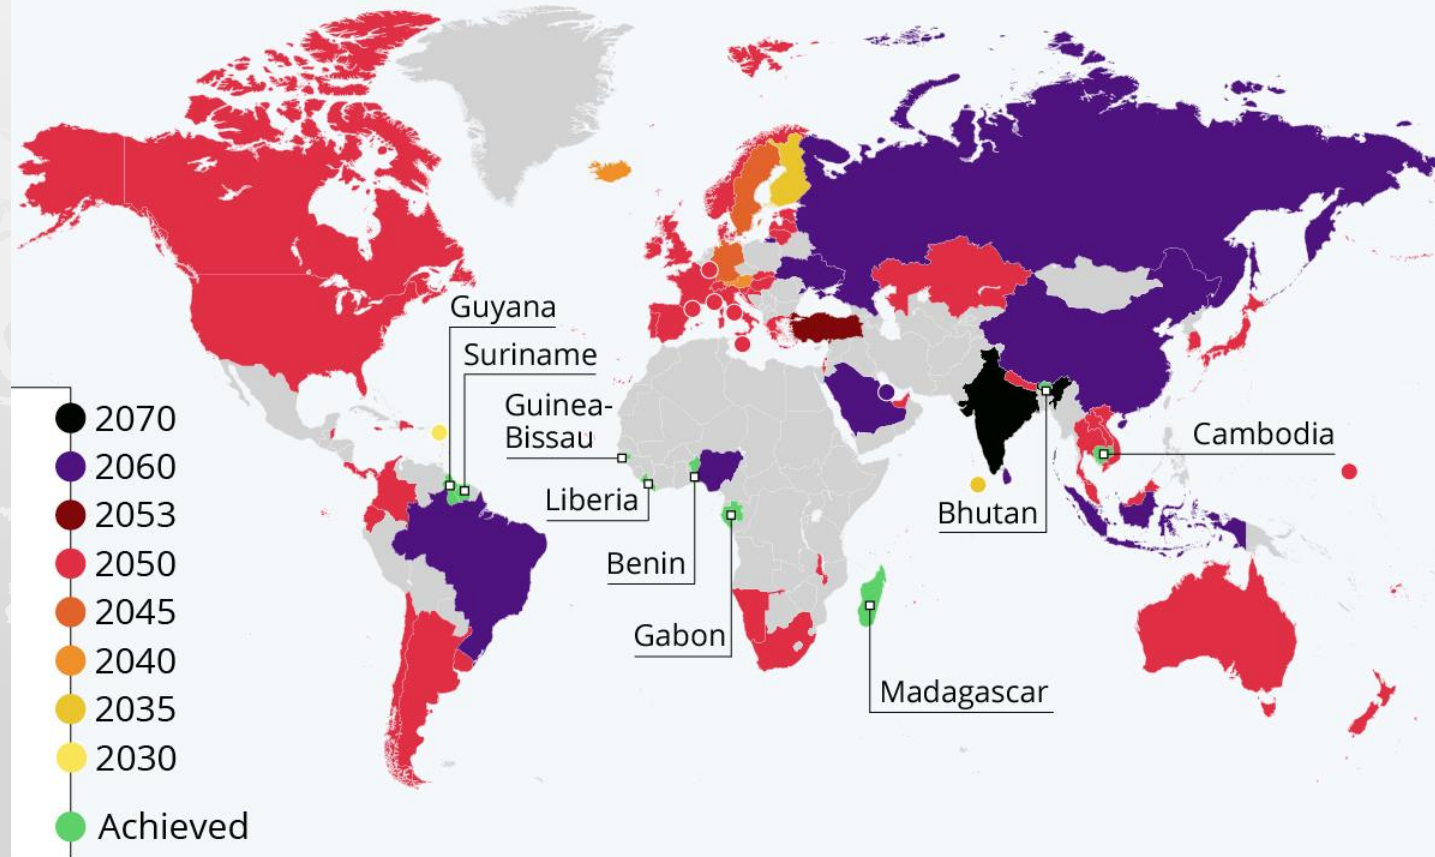 Guyana
Suriname
Guinea-
Bissau
Liberia
Benin
Gabon
Madagascar
Bhutan
Cambodia
2070
2060
2053
2050
2045
2040
2035
2030
Achieved